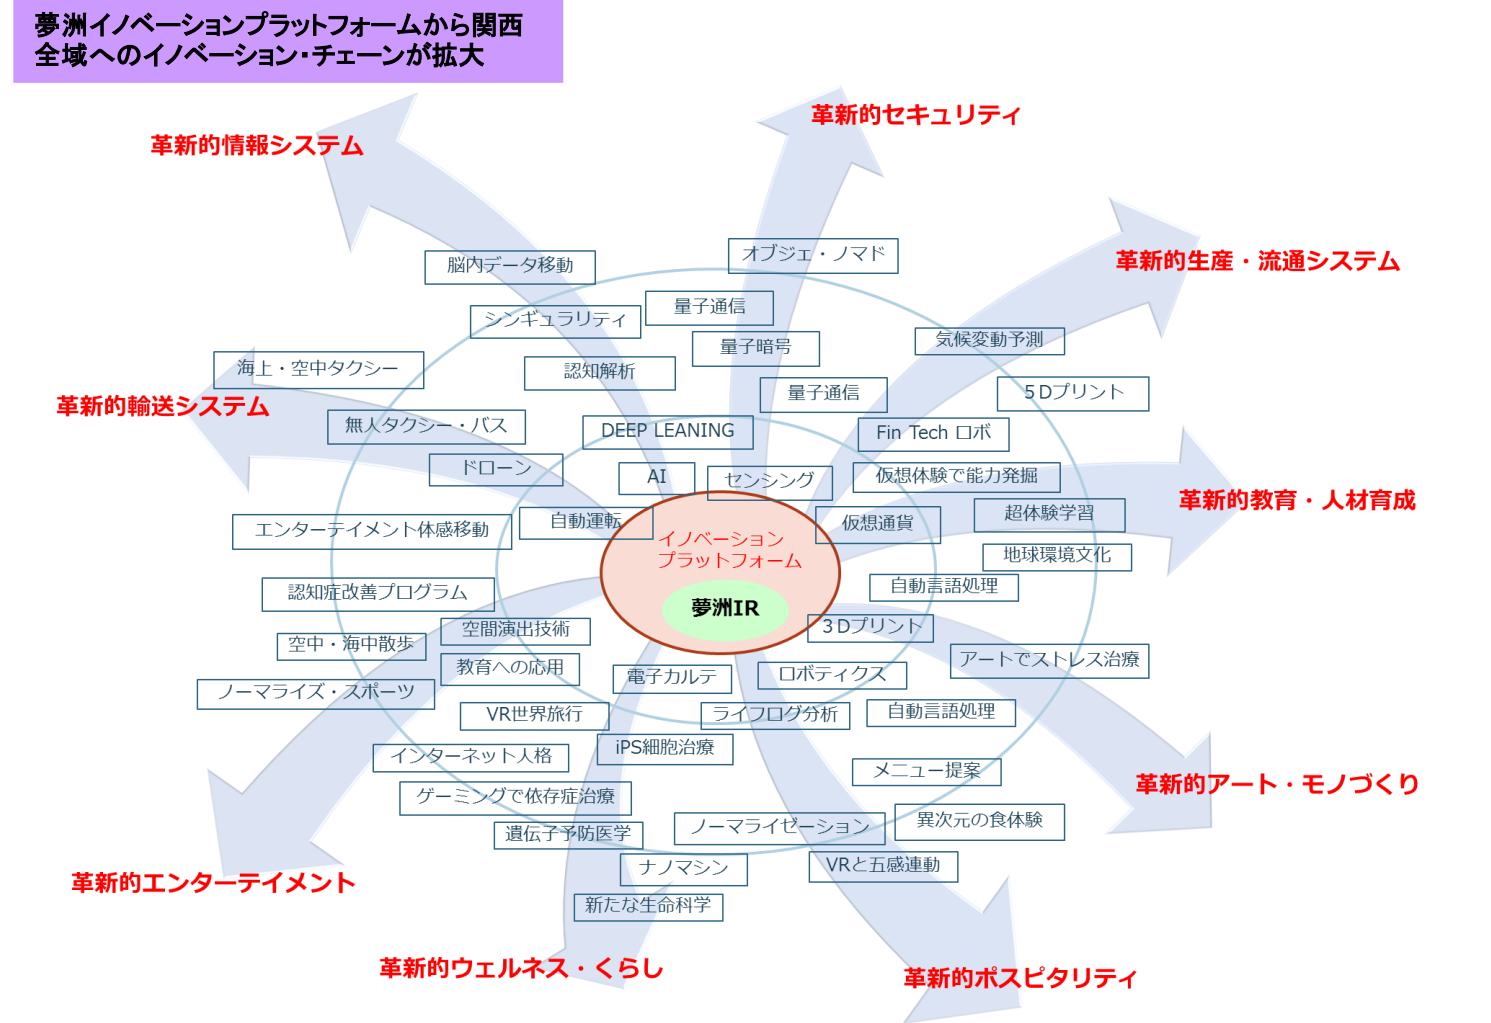 夢洲イノベーションプラットフォームから関西
全域へのイノベーション・チェーンが拡大
革新的セキュリティ
革新的情報システム
オブジェ・ノマド
革新的生産・流通システム
脳内データ移動
量子通信
シンギュラリティ
気候変動予測
量子暗号
海上・空中タクシー
認知解析
量子通信
5Dプリント
革新的輸送システム
無人タクシー・バス
DEEP LEANING
Fin Tech ロボ
ドローン
AI
センシング
仮想体験で能力発掘
革新的教育・人材育成
エンターテイメント体感移動
自動運転
仮想通貨
超体験学習
イノベーション
プラットフォーム
地球環境文化
認知症改善プログラム
自動言語処理
夢洲IR
空間演出技術
3Dプリント
空中・海中散歩
教育への応用
電子カルテ
ロボティクス
アートでストレス治療
ノーマライズ・スポーツ
VR世界旅行
ライフログ分析
自動言語処理
インターネット人格
iPS細胞治療
メニュー提案
革新的アート・モノづくり
ゲーミングで依存症治療
遺伝子予防医学
ノーマライゼーション
異次元の食体験
ナノマシン
VRと五感連動
革新的エンターテイメント
新たな生命科学
革新的ウェルネス・くらし
革新的ポスピタリティ